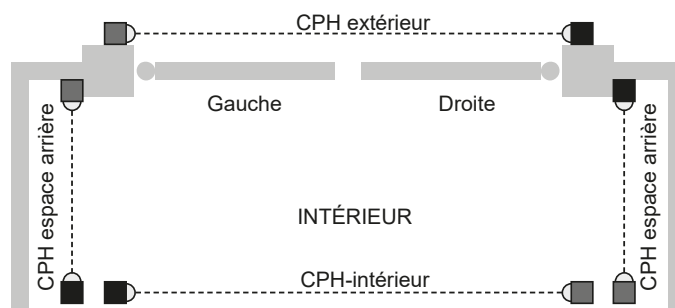 CPH extérieur
Gauche
Droite
CPH espace arrière
CPH espace arrière
INTÉRIEUR
CPH-intérieur